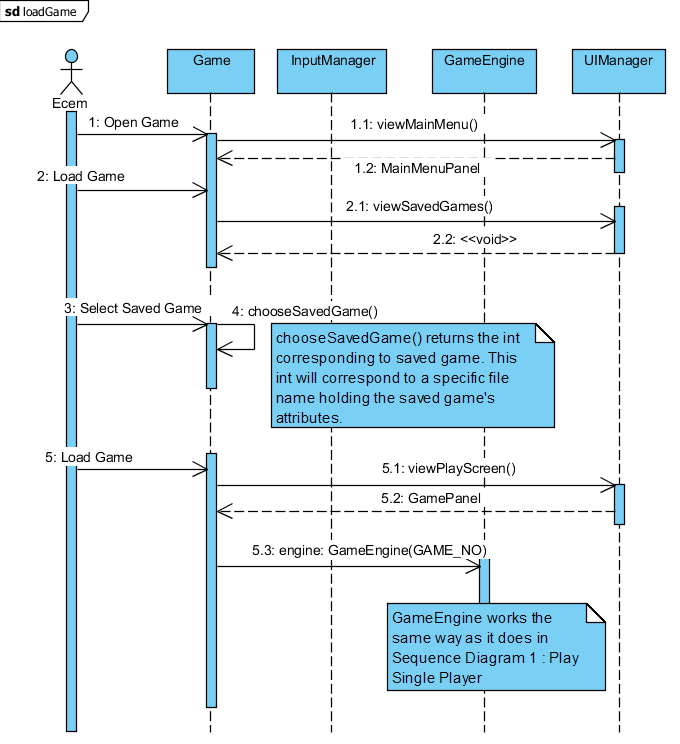 sd loadGame
Game
InputManager
GameEngine
UIManager
Ecem
1: Open Game
1.1: viewMainMenu()
1.2: MainMenuPanel
2: Load Game
2.1: viewSavedGames()
2.2: <<void>>
3: Select Saved Game
4: chooseSavedGame()
chooseSavedGame() returns the int
corresponding to saved game. This
int will correspond to a specific file
name holding the saved game's
attributes.
5: Load Game
5.1: viewPlayScreen()
5.2: GamePanel
5.3: engine: GameEngine(GAME_NO)
GameEngine works the
same way as it does in
Sequence Diagram 1 : Play
Single Player